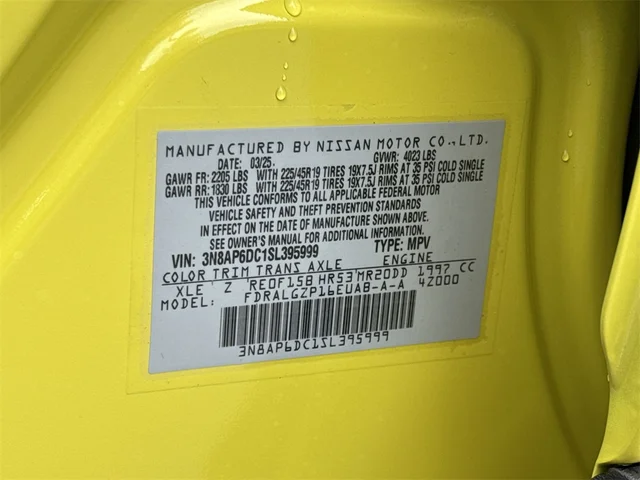 MANUFACTURED BY NISSAN MOTOR CO.,LTD.
DATE: 03/25 GVWR: 4023 LBS
GAWR FR: 2205 LBS WITH 225/45R19 TIRES 19X7.5J RIMS AT 35 PSI COLD SINGLE
GAWR RR: 1830 LBS WITH 225/45R19 TIRES 19X7.5J RIMS AT 35 PSI COLD SINGLE
THIS VEHICLE CONFORMS TO ALL APPLICABLE FEDERAL MOTOR
VEHICLE SAFETY AND THEFT PREVENTION STANDARDS
IN EFFECT ON THE DATE OF MANUFACTURE SHOWN ABOVE.
SEE OWNER'S MANUAL FOR ADDITIONAL INFORMATION.
VIN: 3N8AP6DC1SL395999 TYPE: MPV
COLOR TRIM TRANS AXLE ENGINE
XLE Z RE0F15B HR53 MR20DD 1997 CC
MODEL: FDRALGZP16EUA8-A-A 4Z000
3N8AP6DC1SL395999